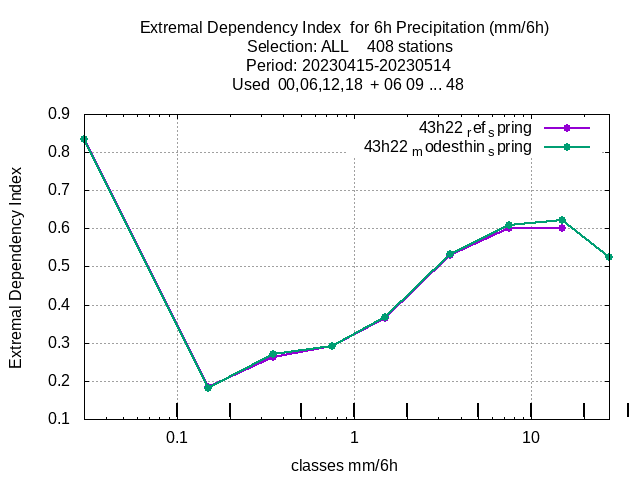 Extremal Dependency Index  for 6h Precipitation (mm/6h)
Selection: ALL    408 stations
Period: 20230415-20230514
Used  00,06,12,18  + 06 09 ... 48
43h22 ref spring
43h22 modesthin spring
Extremal Dependency Index
0.9
0.8
0.7
0.6
0.5
0.4
0.3
0.2
0.1
0.1 1 10
classes mm/6h